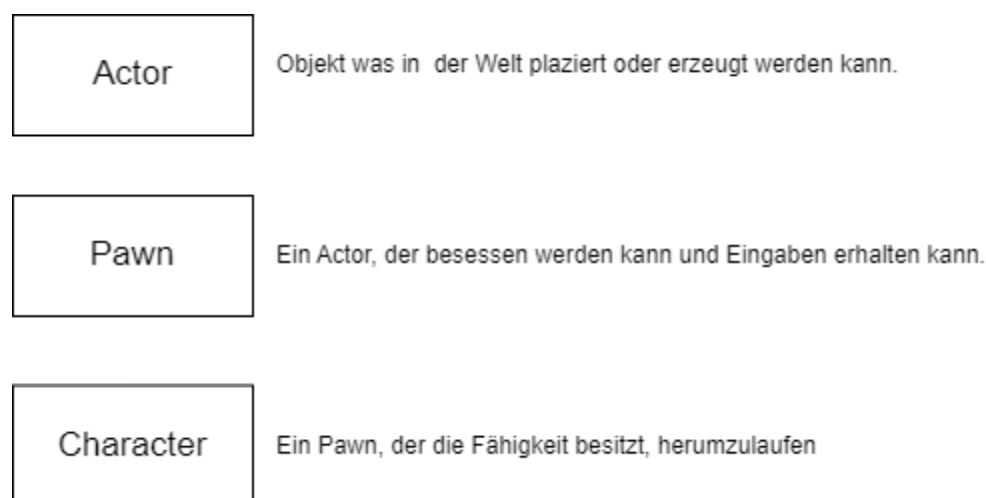 Actor
Objekt was in  der Welt plaziert oder erzeugt werden kann.
Pawn
Ein Actor, der besessen werden kann und Eingaben erhalten kann.
Character
Ein Pawn, der die Fähigkeit besitzt, herumzulaufen